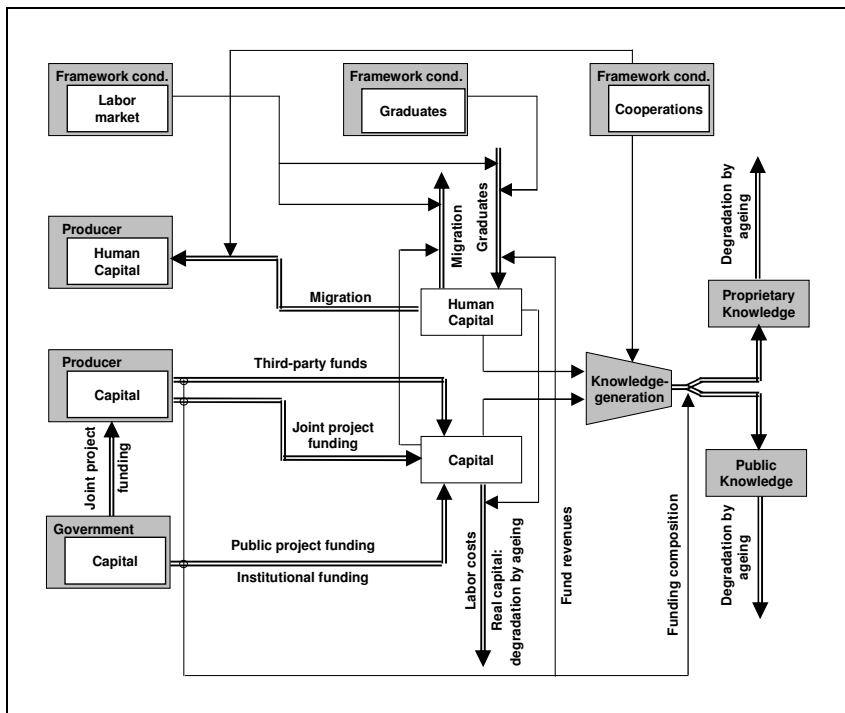 Framework cond.
Labor
market
Framework cond.
Graduates
Framework cond.
Cooperations
Producer
Human
Capital
Migration
Migration
Graduates
Human
Capital
Degradation by
ageing
Proprietary
Knowledge
Knowledge-
generation
Producer
Capital
Third-party funds
Joint project
funding
Capital
Joint project
funding
Public
Knowledge
Government
Capital
Public project funding
Institutional funding
Labor costs
Real capital:
degradation by ageing
Fund revenues
Funding composition
Degradation by
ageing